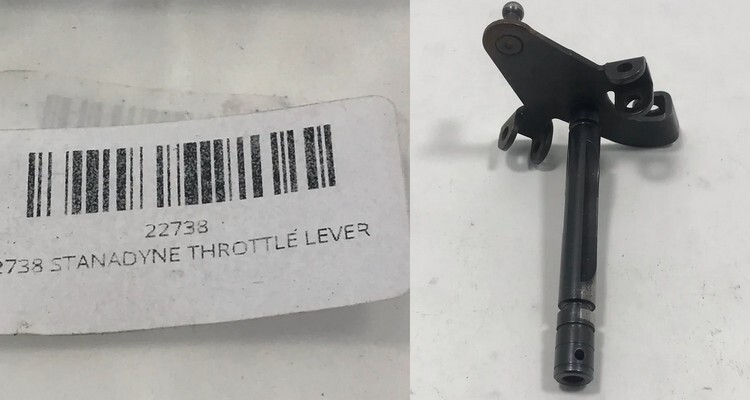 22738
2738 STANADYNE THROTTLE LEVER